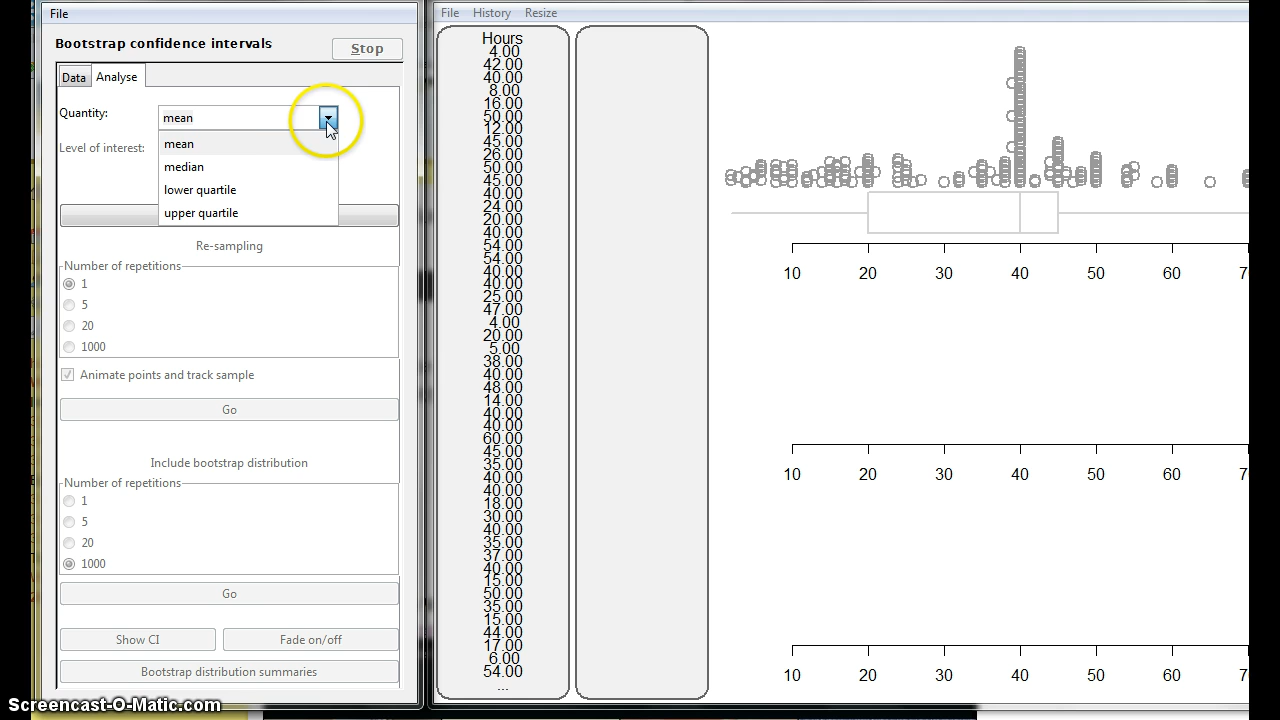 File
Bootstrap confidence intervals
Stop
Data Analyse
Quantity: mean
mean
median
lower quartile
upper quartile
Level of interest:
Re-sampling
Number of repetitions
1
5
20
1000
Animate points and track sample
Go
Include bootstrap distribution
Number of repetitions
1
5
20
1000
Go
Show CI Fade on/off
Bootstrap distribution summaries
File History Resize
Hours
4.00
42.00
40.00
8.00
16.00
50.00
12.00
45.00
26.00
50.00
45.00
40.00
24.00
20.00
40.00
54.00
54.00
40.00
40.00
25.00
47.00
4.00
20.00
5.00
38.00
40.00
48.00
14.00
40.00
40.00
60.00
45.00
35.00
40.00
40.00
18.00
30.00
40.00
35.00
37.00
40.00
15.00
50.00
35.00
15.00
44.00
17.00
6.00
54.00
...
10 20 30 40 50 60
10 20 30 40 50 60
10 20 30 40 50 60
Screencast-O-Matic.com